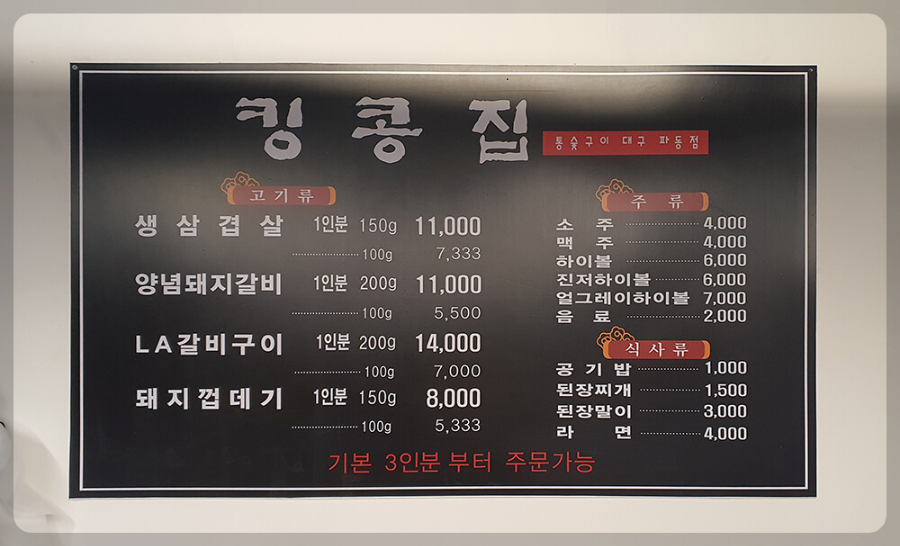 킹콩집
통숯구이 대구 파동점
고기류
생삼겹살 1인분 150g 11,000
100g 7,333
양념돼지갈비 1인분 200g 11,000
100g 5,500
LA갈비구이 1인분 200g 14,000
100g 7,000
돼지껍데기 1인분 150g 8,000
100g 5,333
주류
소주 4,000
맥주 4,000
하이볼 6,000
진저하이볼 6,000
얼그레이하이볼 7,000
음료 2,000
식사류
공기밥 1,000
된장찌개 1,500
된장말이 3,000
라면 4,000
기본 3인분 부터 주문가능